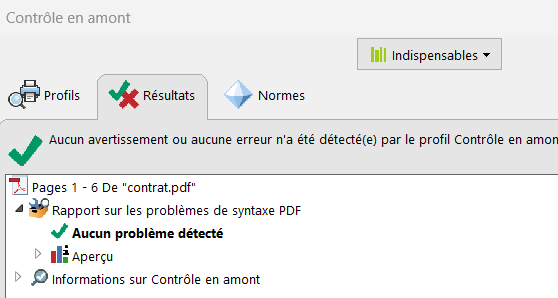 Contrôle en amont
Indispensables
Profils
Résultats
Normes
Aucun avertissement ou aucune erreur n'a été détecté(e) par le profil Contrôle en amon
Pages 1 - 6 De "contrat.pdf"
Rapport sur les problèmes de syntaxe PDF
Aucun problème détecté
Aperçu
Informations sur Contrôle en amont